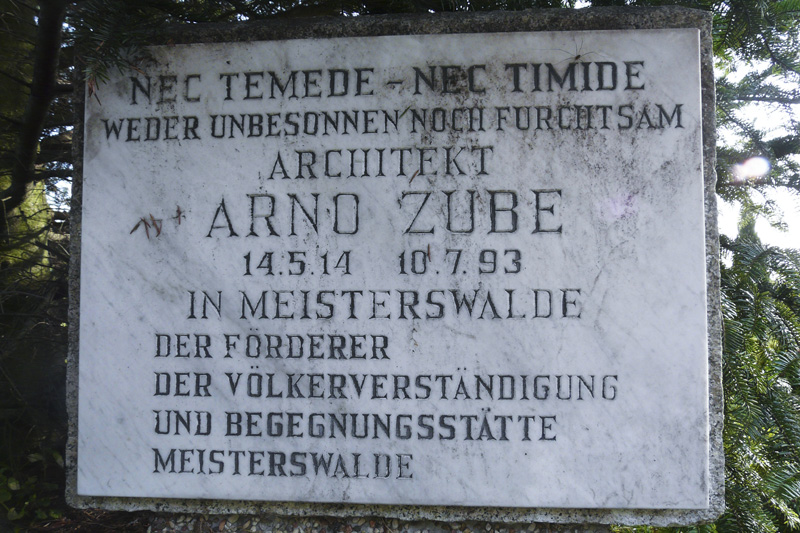 NEC TEMEDE - NEC TIMIDE
WEDER UNBESONNEN NOCH FURCHTSAM
ARCHITEKT
ARNO ZUBE
14.5.14 10.7.93
IN MEISTERSWALDE
DER FÖRDERER
DER VÖLKERVERSTÄNDIGUNG
UND BEGEGNUNGSSTÄTTE
MEISTERSWALDE